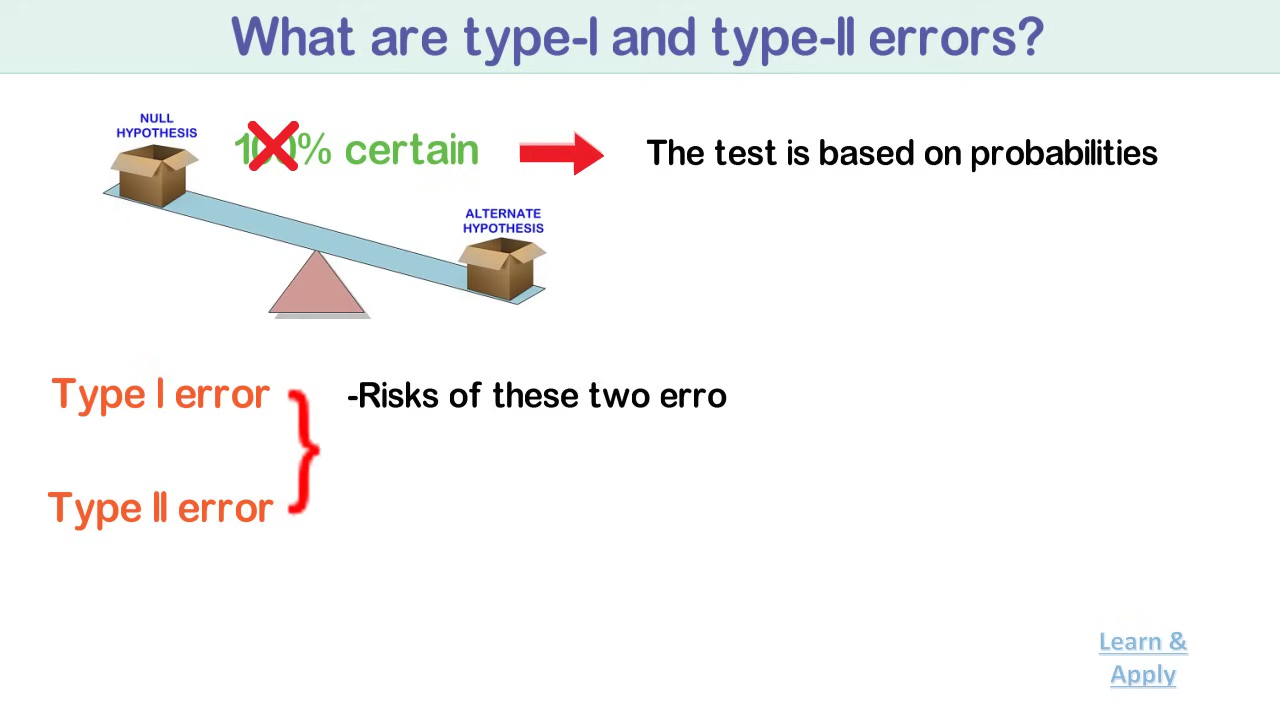 What are type-I and type-II errors?
NULL
HYPOTHESIS
100% certain
The test is based on probabilities
ALTERNATE
HYPOTHESIS
Type I error
-Risks of these two erro
Type II error
Learn &
Apply